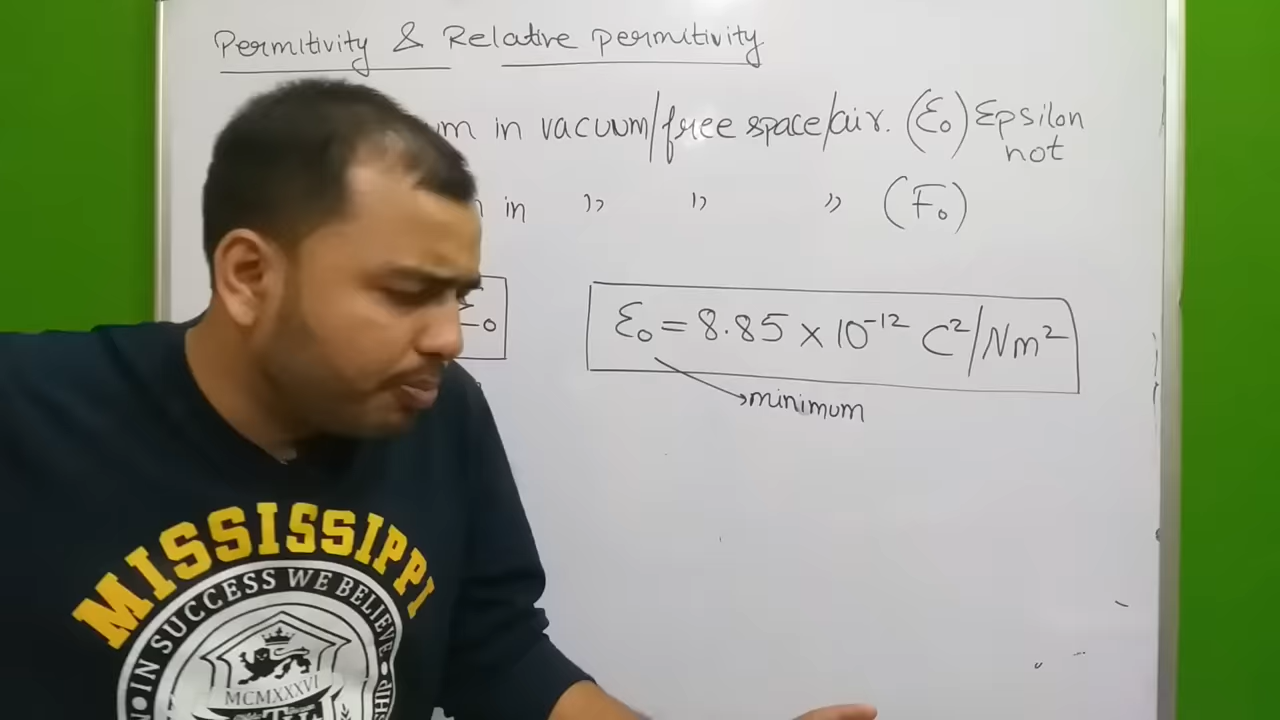 Permitivity & Relative permitivity
m in vacuum/free space/air. (ε₀) Epsilon
not
in " " " (F₀)
ε₀
ε₀ = 8.85 × 10⁻¹² C²/Nm²
minimum
MISSISSIPPI
IN SUCCESS WE BELIEVE
MCMXXXVI